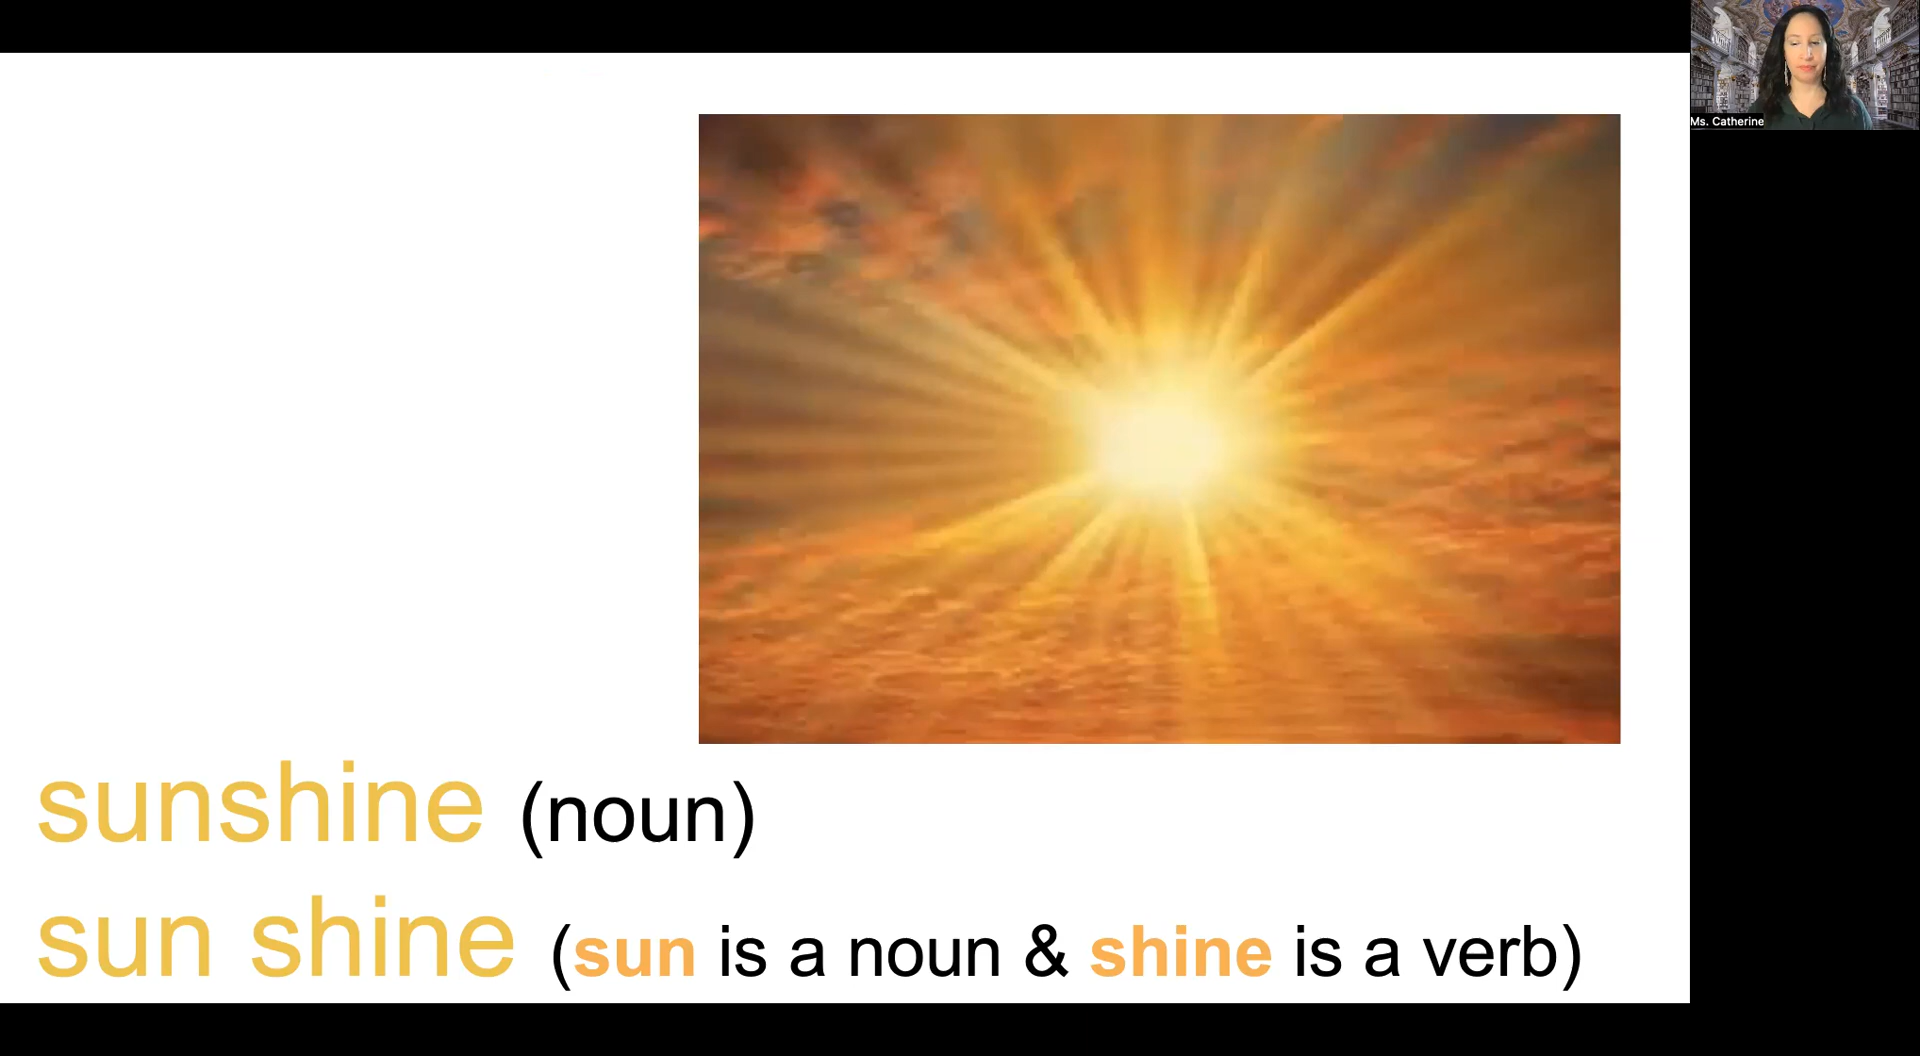 Ms. Catherine
sunshine (noun)
sun shine (sun is a noun & shine is a verb)